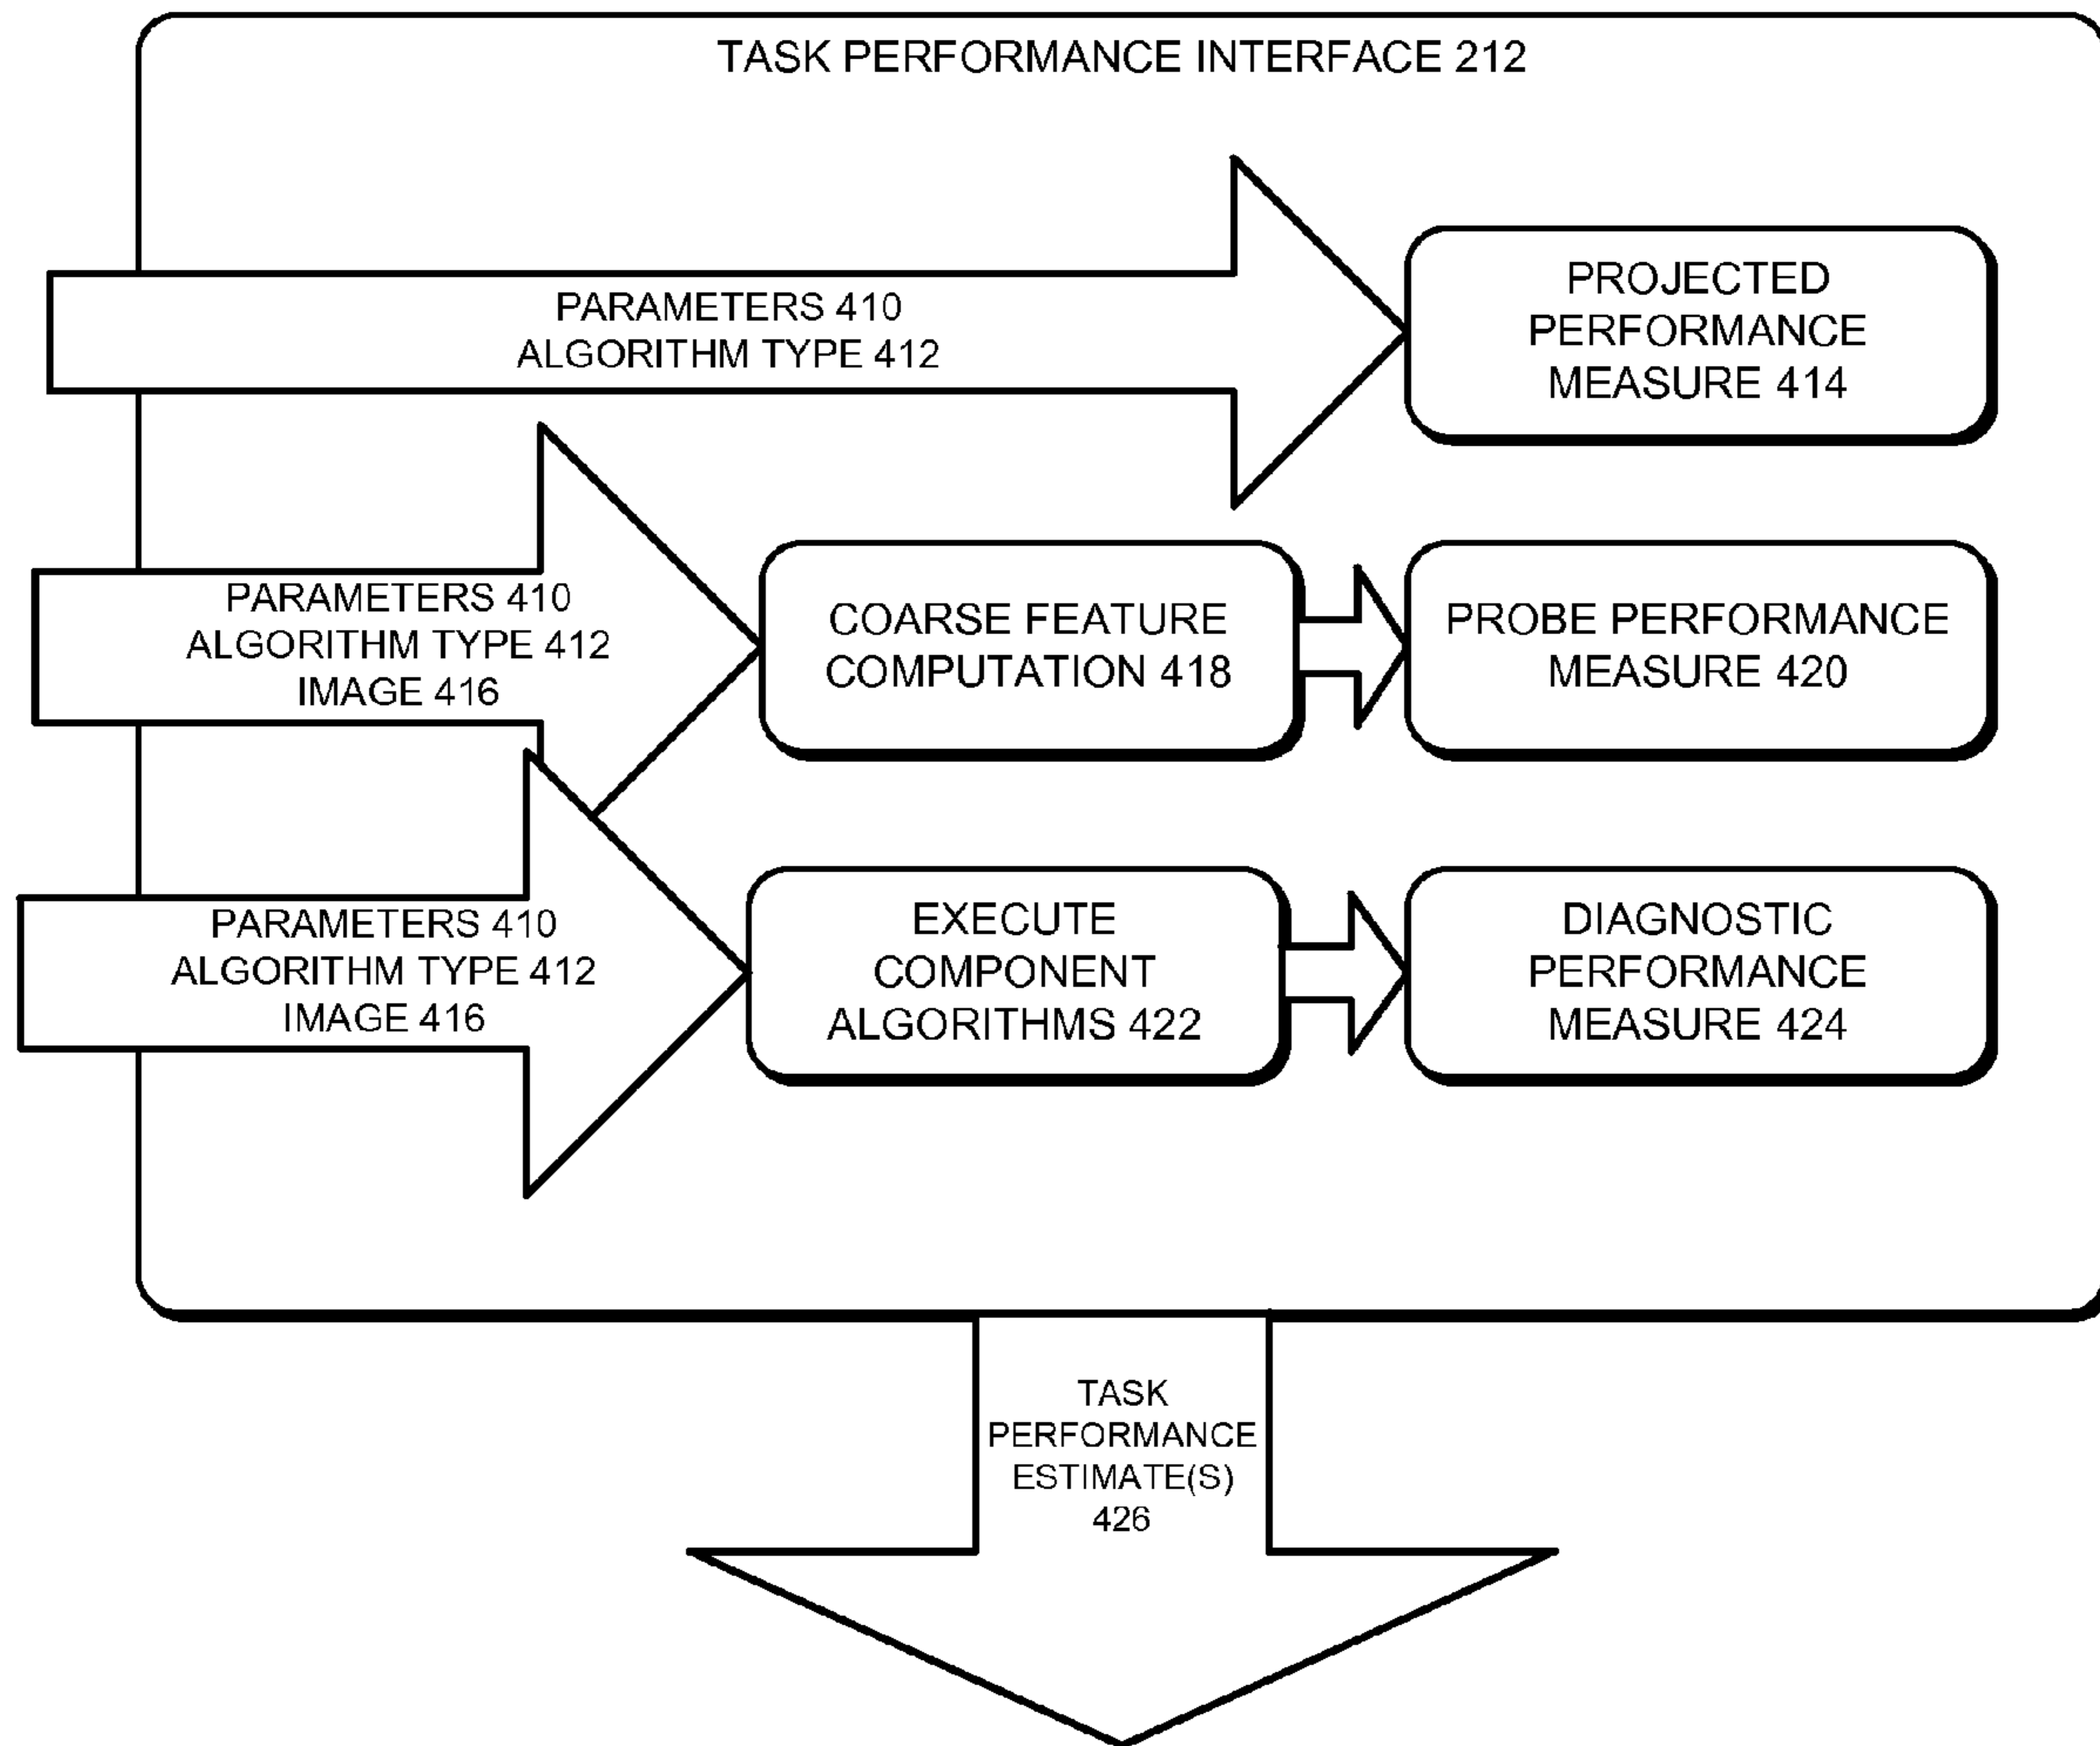 TASK PERFORMANCE INTERFACE 212
PARAMETERS 410
ALGORITHM TYPE 412
PROJECTED
PERFORMANCE
MEASURE 414
PARAMETERS 410
ALGORITHM TYPE 412
IMAGE 416
COARSE FEATURE
COMPUTATION 418
PROBE PERFORMANCE
MEASURE 420
PARAMETERS 410
ALGORITHM TYPE 412
IMAGE 416
EXECUTE
COMPONENT
ALGORITHMS 422
DIAGNOSTIC
PERFORMANCE
MEASURE 424
TASK
PERFORMANCE
ESTIMATE(S)
426